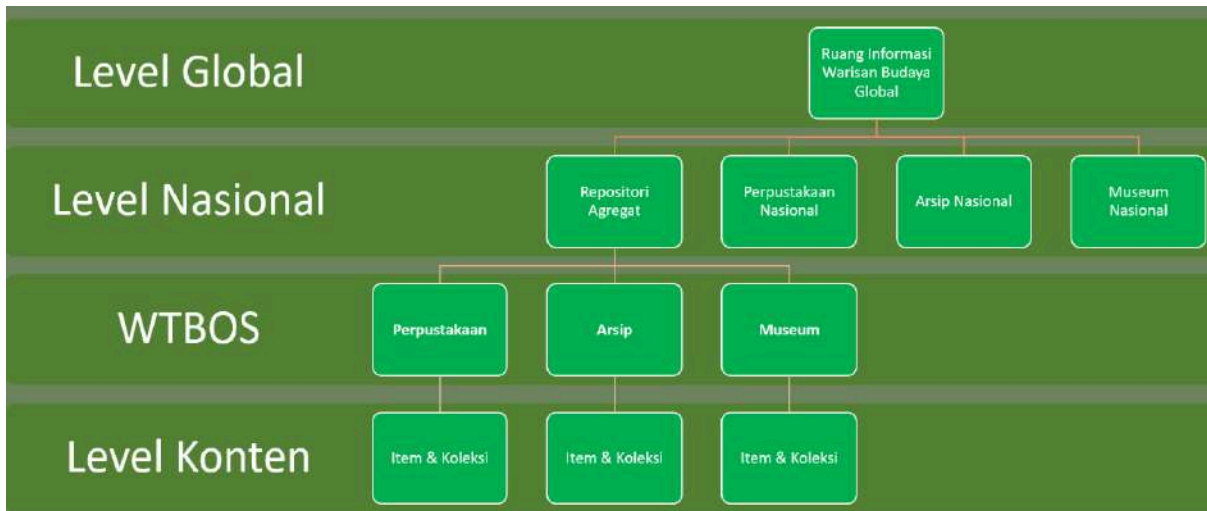 Level Global
Ruang Informasi
Warisan Budaya
Global
Level Nasional
Repositori
Agregat
Perpustakaan
Nasional
Arsip Nasional
Museum
Nasional
WTBOS
Perpustakaan
Arsip
Museum
Level Konten
Item & Koleksi
Item & Koleksi
Item & Koleksi